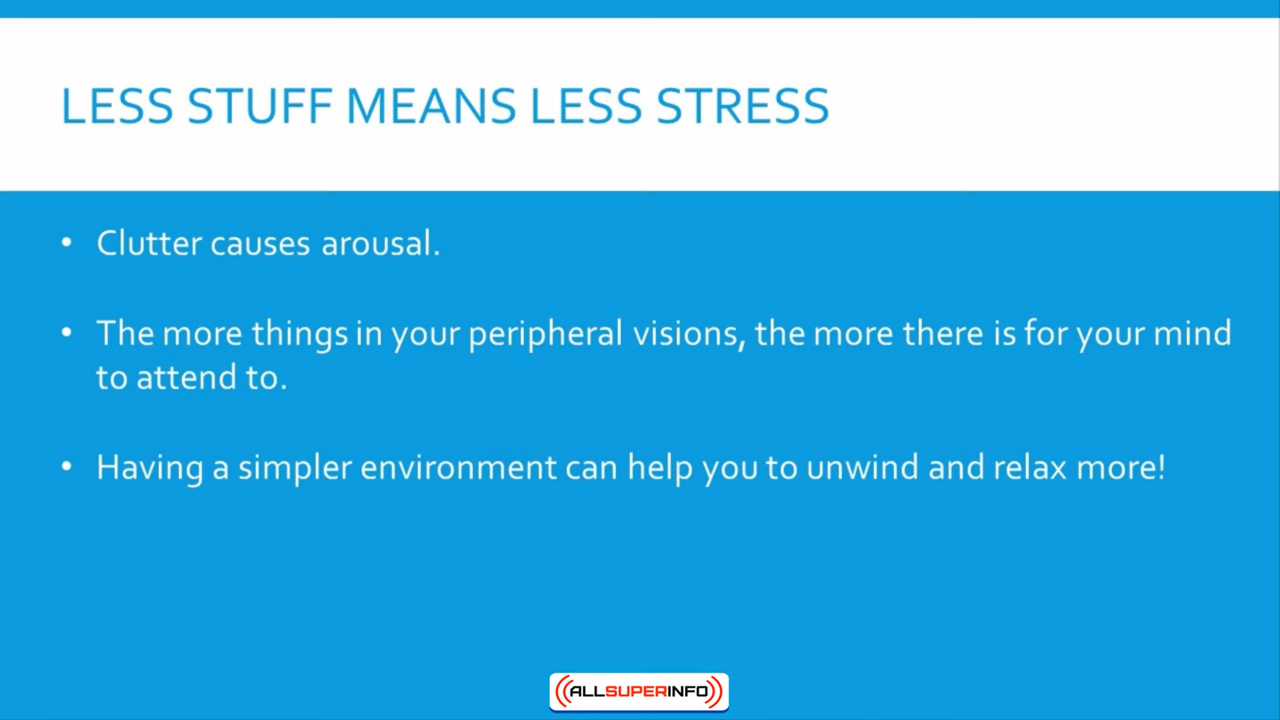 LESS STUFF MEANS LESS STRESS
• Clutter causes arousal.
• The more things in your peripheral visions, the more there is for your mind
to attend to.
• Having a simpler environment can help you to unwind and relax more!
ALLSUPERINFO